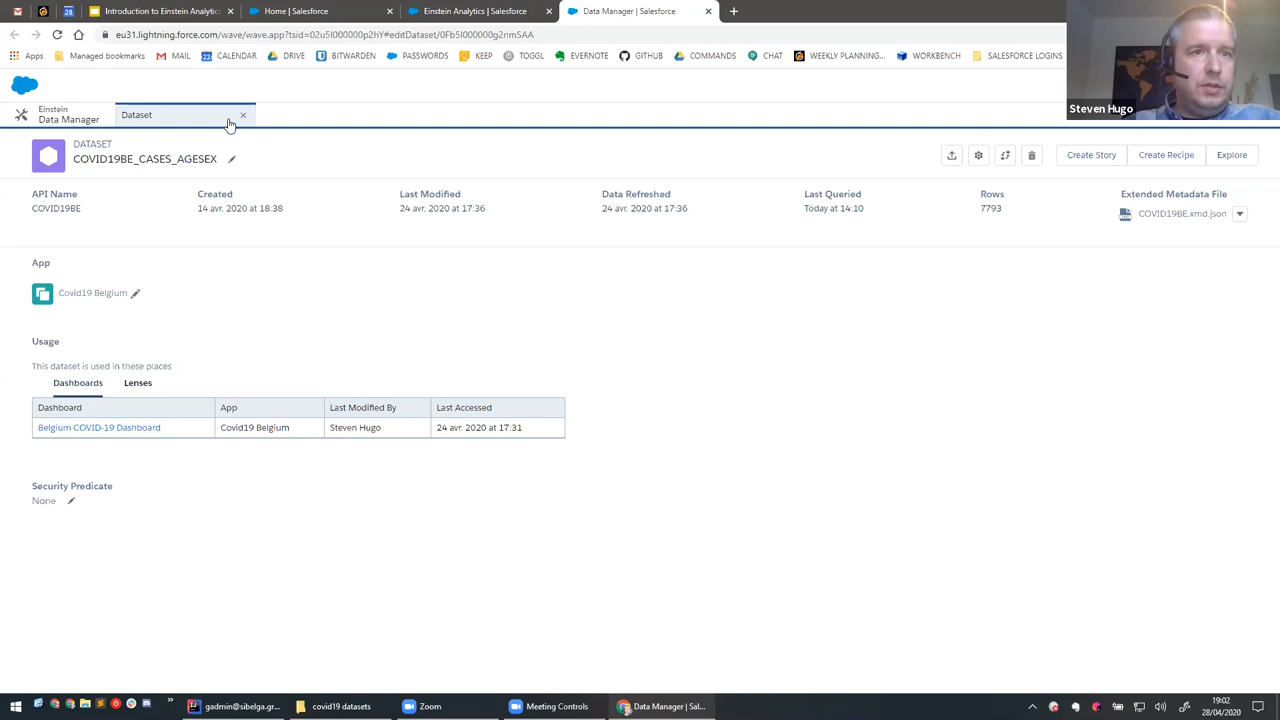 Introduction to Einstein Analytic
Home | Salesforce
Einstein Analytics | Salesforce
Data Manager | Salesforce
eu31.lightning.force.com/wave/wave.app?tsid=02u5I000000p2hY#editDataset/0Fb5I000000g2nmSAA
Apps
Managed bookmarks
MAIL
CALENDAR
DRIVE
BITWARDEN
PASSWORDS
KEEP
TOGGL
EVERNOTE
GITHUB
COMMANDS
CHAT
WEEKLY PLANNING...
WORKBENCH
SALESFORCE LOGINS
Steven Hugo
Einstein
Data Manager
Dataset
DATASET
COVID19BE_CASES_AGESEX
Create Story
Create Recipe
Explore
API Name
COVID19BE
Created
14 avr. 2020 at 18:38
Last Modified
24 avr. 2020 at 17:36
Data Refreshed
24 avr. 2020 at 17:36
Last Queried
Today at 14:10
Rows
7793
Extended Metadata File
COVID19BE.xmd.json
App
Covid19 Belgium
Usage
This dataset is used in these places
Dashboards
Lenses
Dashboard
App
Last Modified By
Last Accessed
Belgium COVID-19 Dashboard
Covid19 Belgium
Steven Hugo
24 avr. 2020 at 17:31
Security Predicate
None
gadmin@sibelga.gr...
covid19 datasets
Zoom
Meeting Controls
Data Manager | Sal...
19:02
28/04/2020